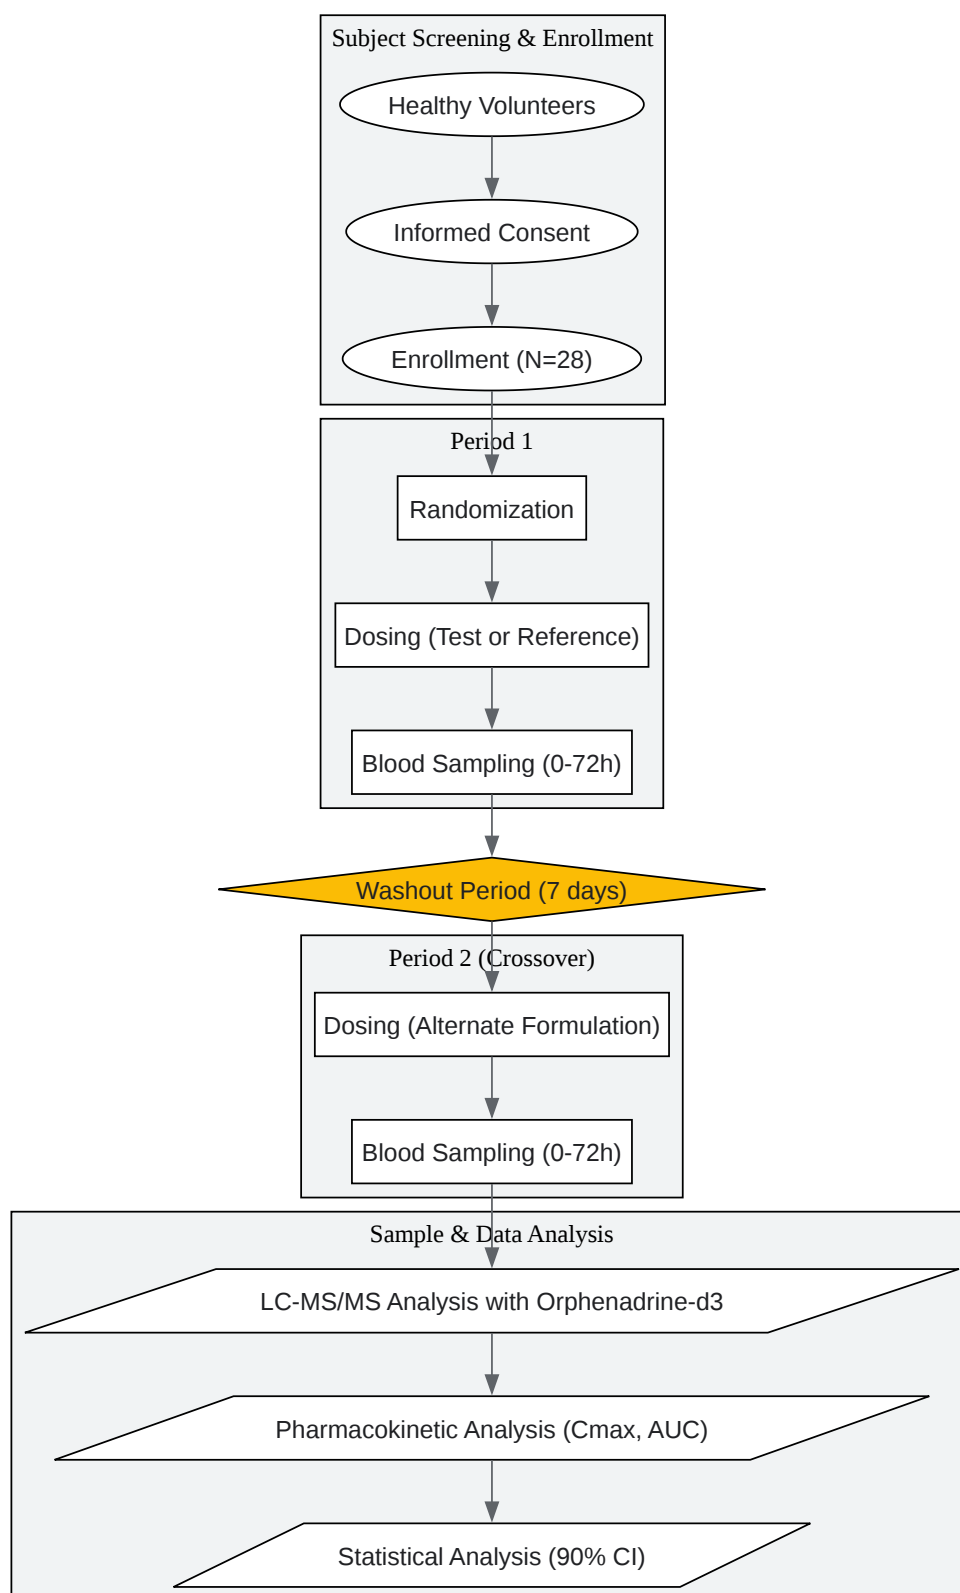 Subject Screening & Enrollment
Healthy Volunteers
Informed Consent
Enrollment (N=28)
Period 1
Randomization
Dosing (Test or Reference)
Blood Sampling (0-72h)
Washout Period (7 days)
Period 2 (Crossover)
Dosing (Alternate Formulation)
Blood Sampling (0-72h)
Sample & Data Analysis
LC-MS/MS Analysis with Orphenadrine-d3
Pharmacokinetic Analysis (Cmax, AUC)
Statistical Analysis (90% CI)